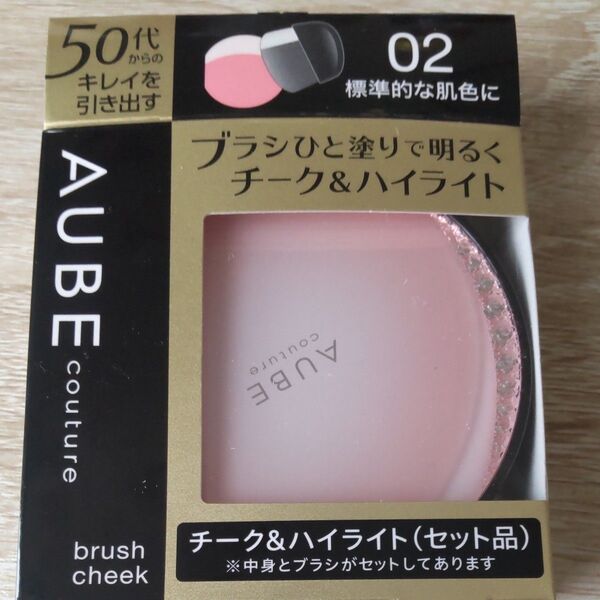 50代
からの
キレイを
引き出す
02
標準的な肌色に
ブラシひと塗りで明るく
チーク&ハイライト
AUBE
couture
AUBE
couture
brush
cheek
チーク&ハイライト(セット品)
※中身とブラシがセットしてあります